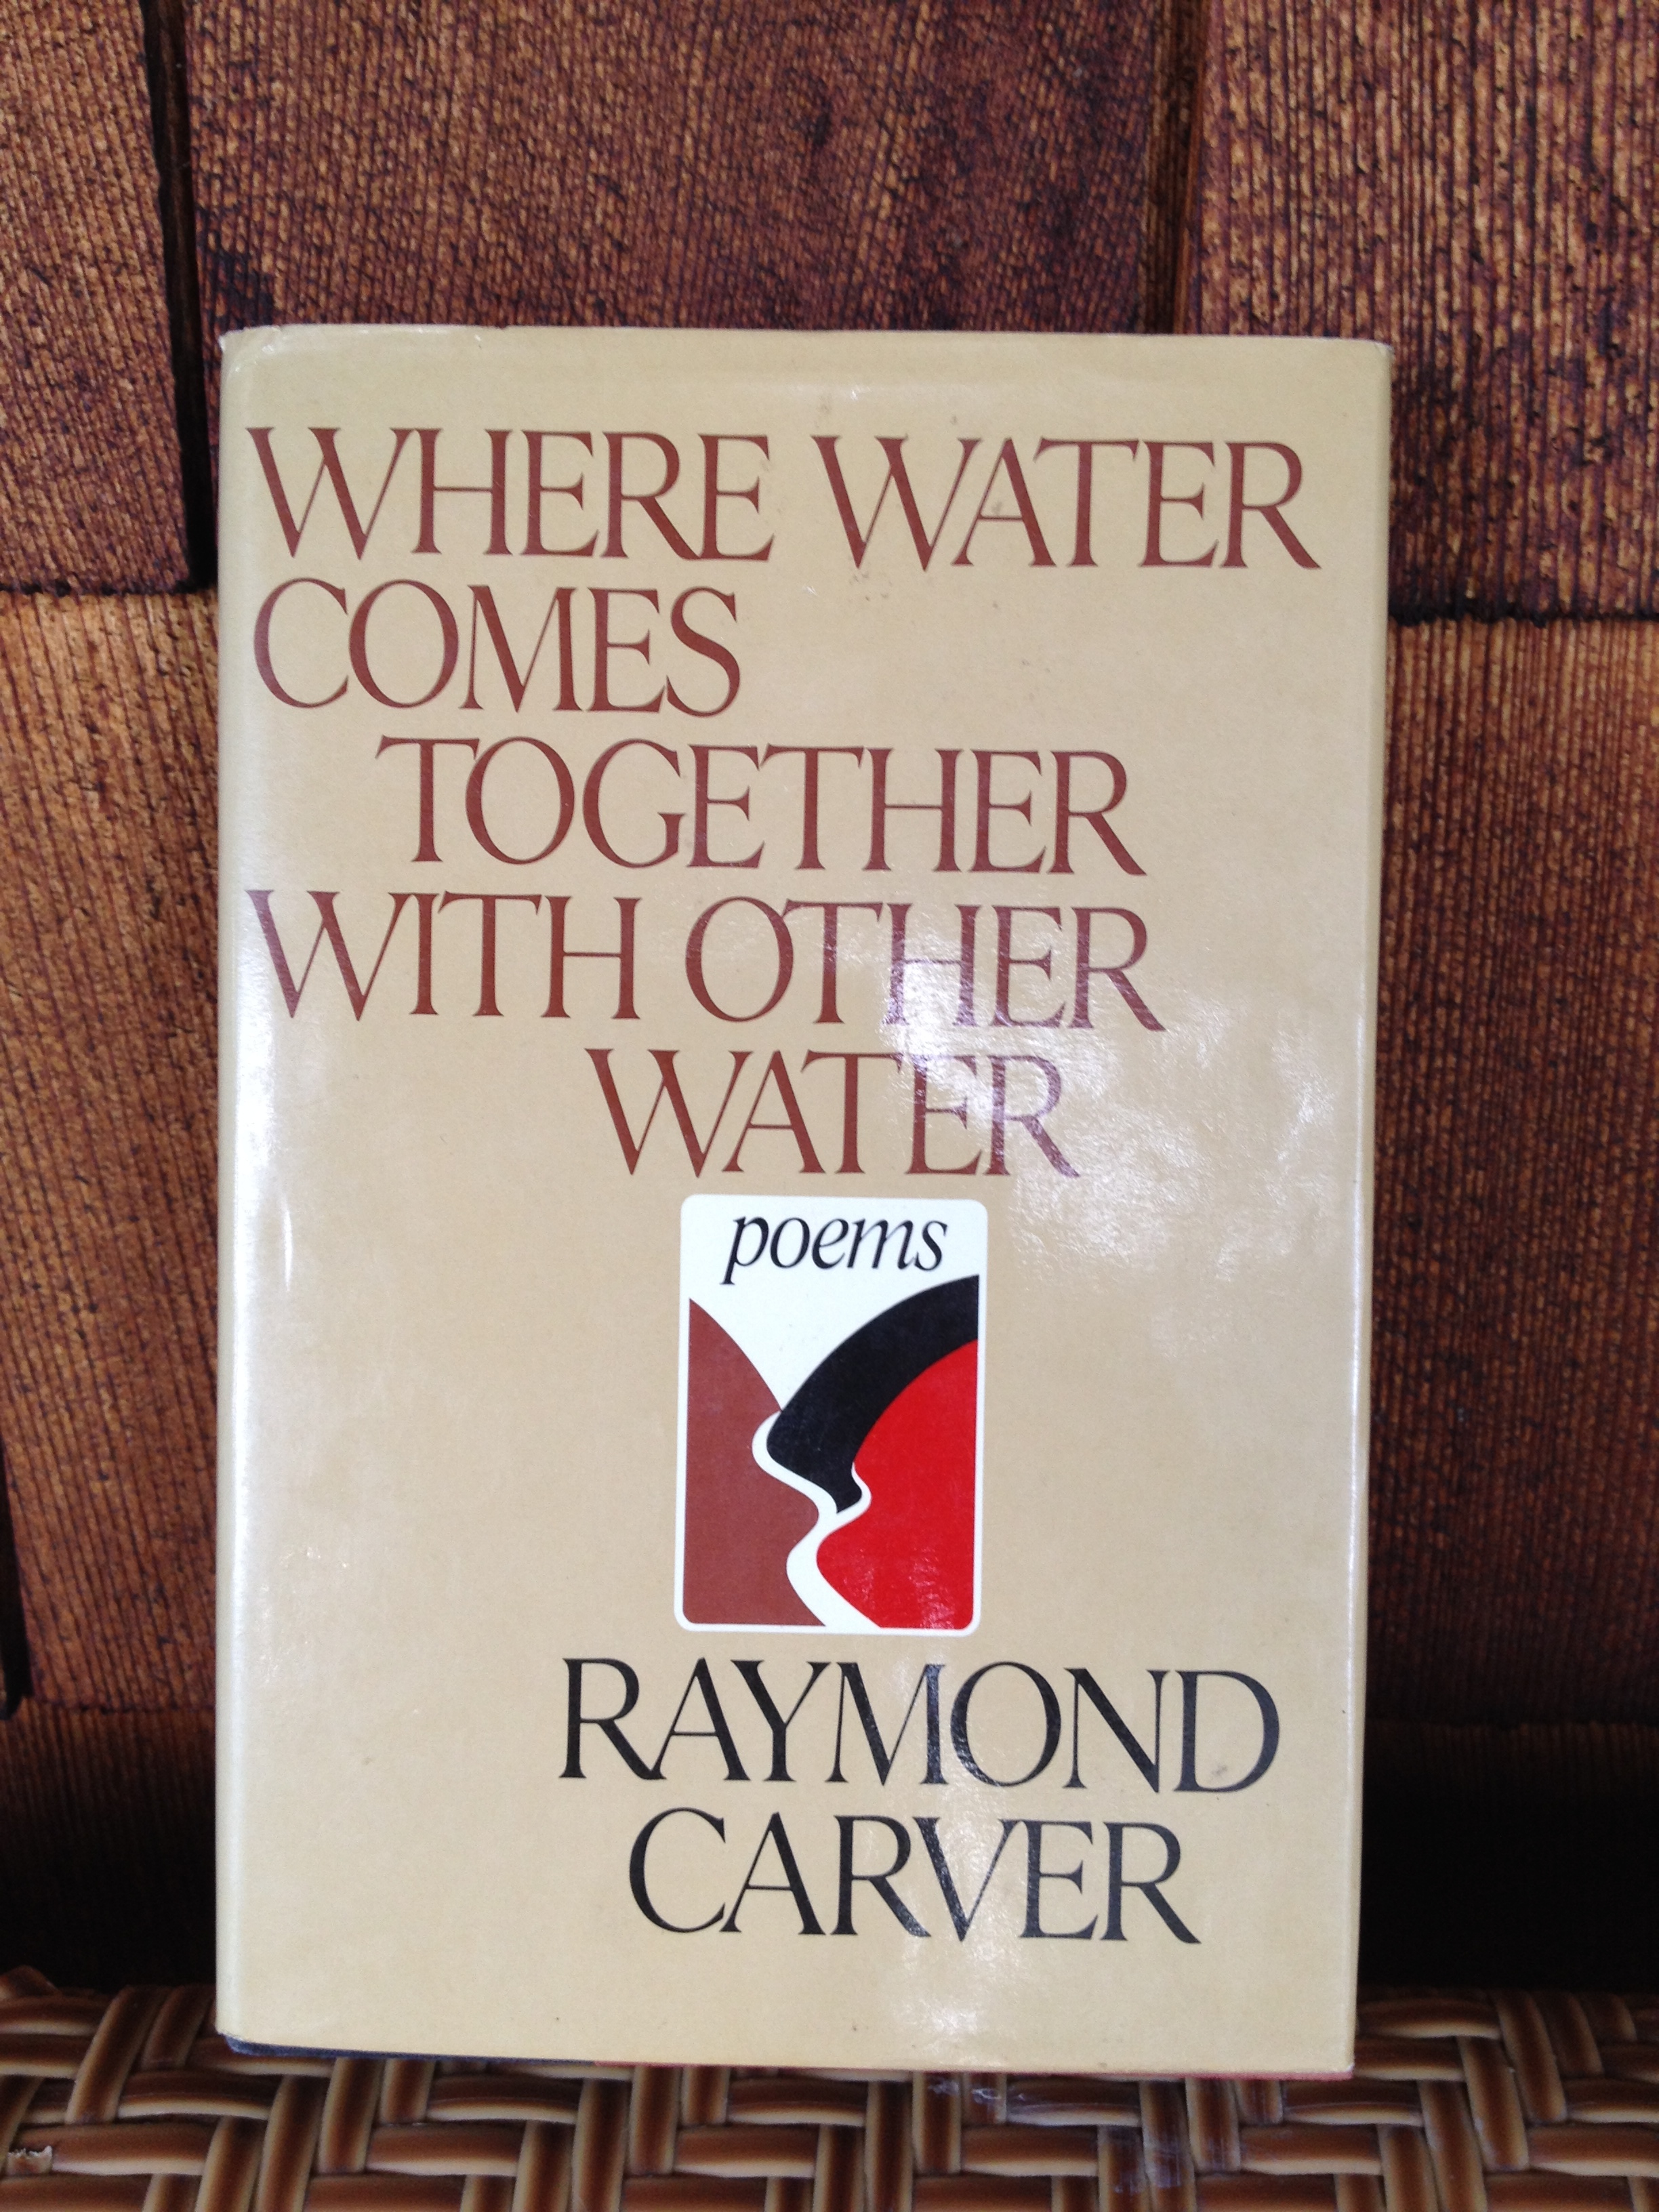 WHERE WATER
COMES
TOGETHER
WITH OTHER
WATER
poems
RAYMOND
CARVER